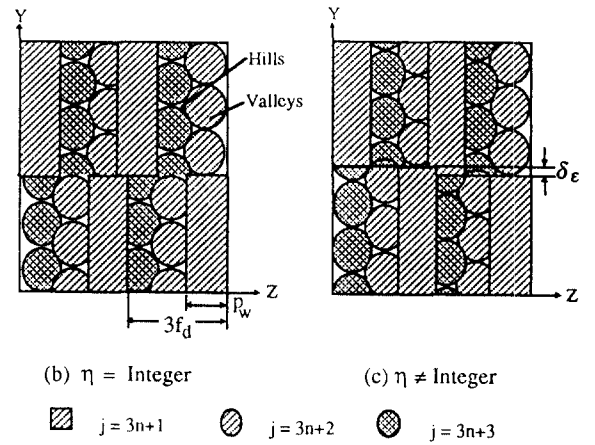 Y
Y
Hills
Valleys
δε
Z
Z
pw
3fd
(b) η = Integer
(c) η ≠ Integer
j = 3n+1
j = 3n+2
j = 3n+3